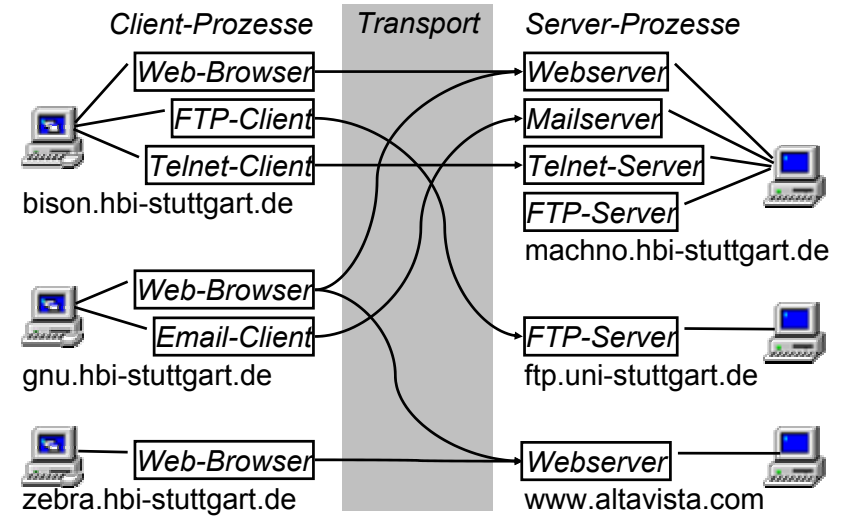 Client-Prozesse Transport Server-Prozesse
Web-Browser Webserver
FTP-Client Mailserver
Telnet-Client Telnet-Server
bison.hbi-stuttgart.de FTP-Server
machno.hbi-stuttgart.de
Web-Browser
Email-Client FTP-Server
gnu.hbi-stuttgart.de ftp.uni-stuttgart.de
Web-Browser Webserver
zebra.hbi-stuttgart.de www.altavista.com